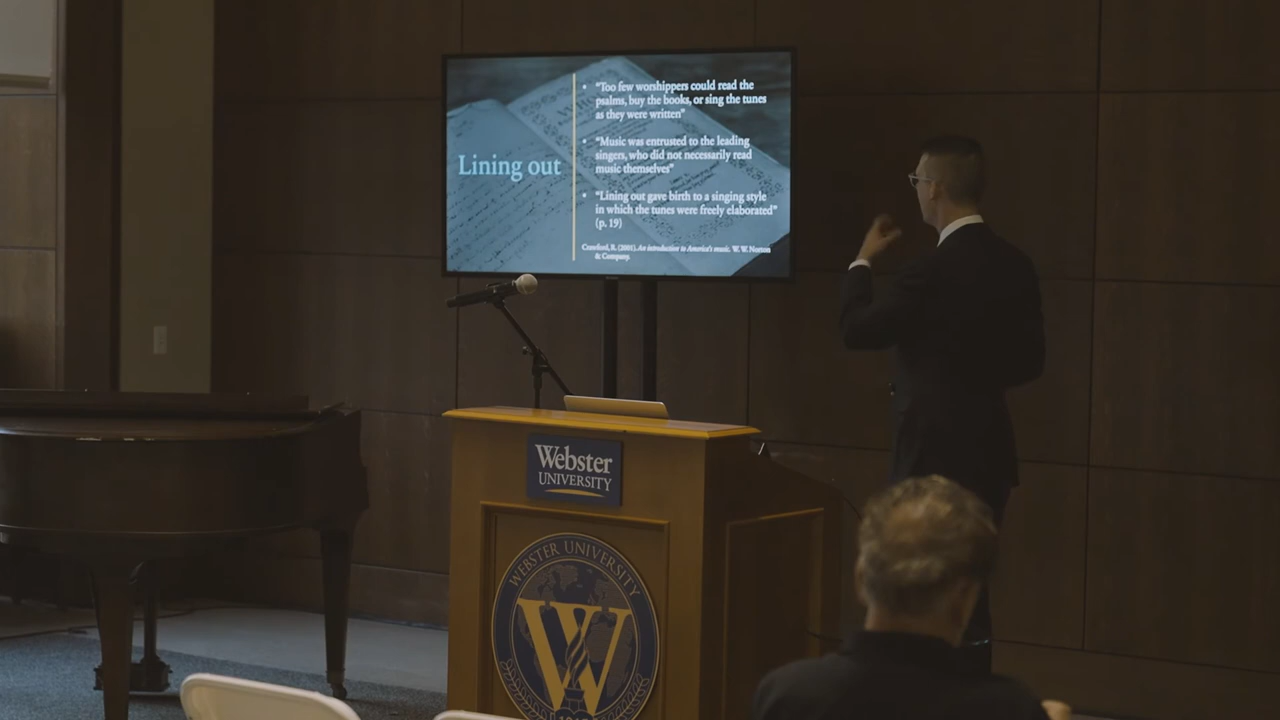 Lining out
• “Too few worshippers could read the
psalms, buy the books, or sing the tunes
as they were written”
• “Music was entrusted to the leading
singers, who did not necessarily read
music themselves”
• “Lining out gave birth to a singing style
in which the tunes were freely elaborated”
(p. 19)
Crawford, R. (2001). An introduction to America's music. W. W. Norton
& Company.
Webster
UNIVERSITY
WEBSTER UNIVERSITY
W